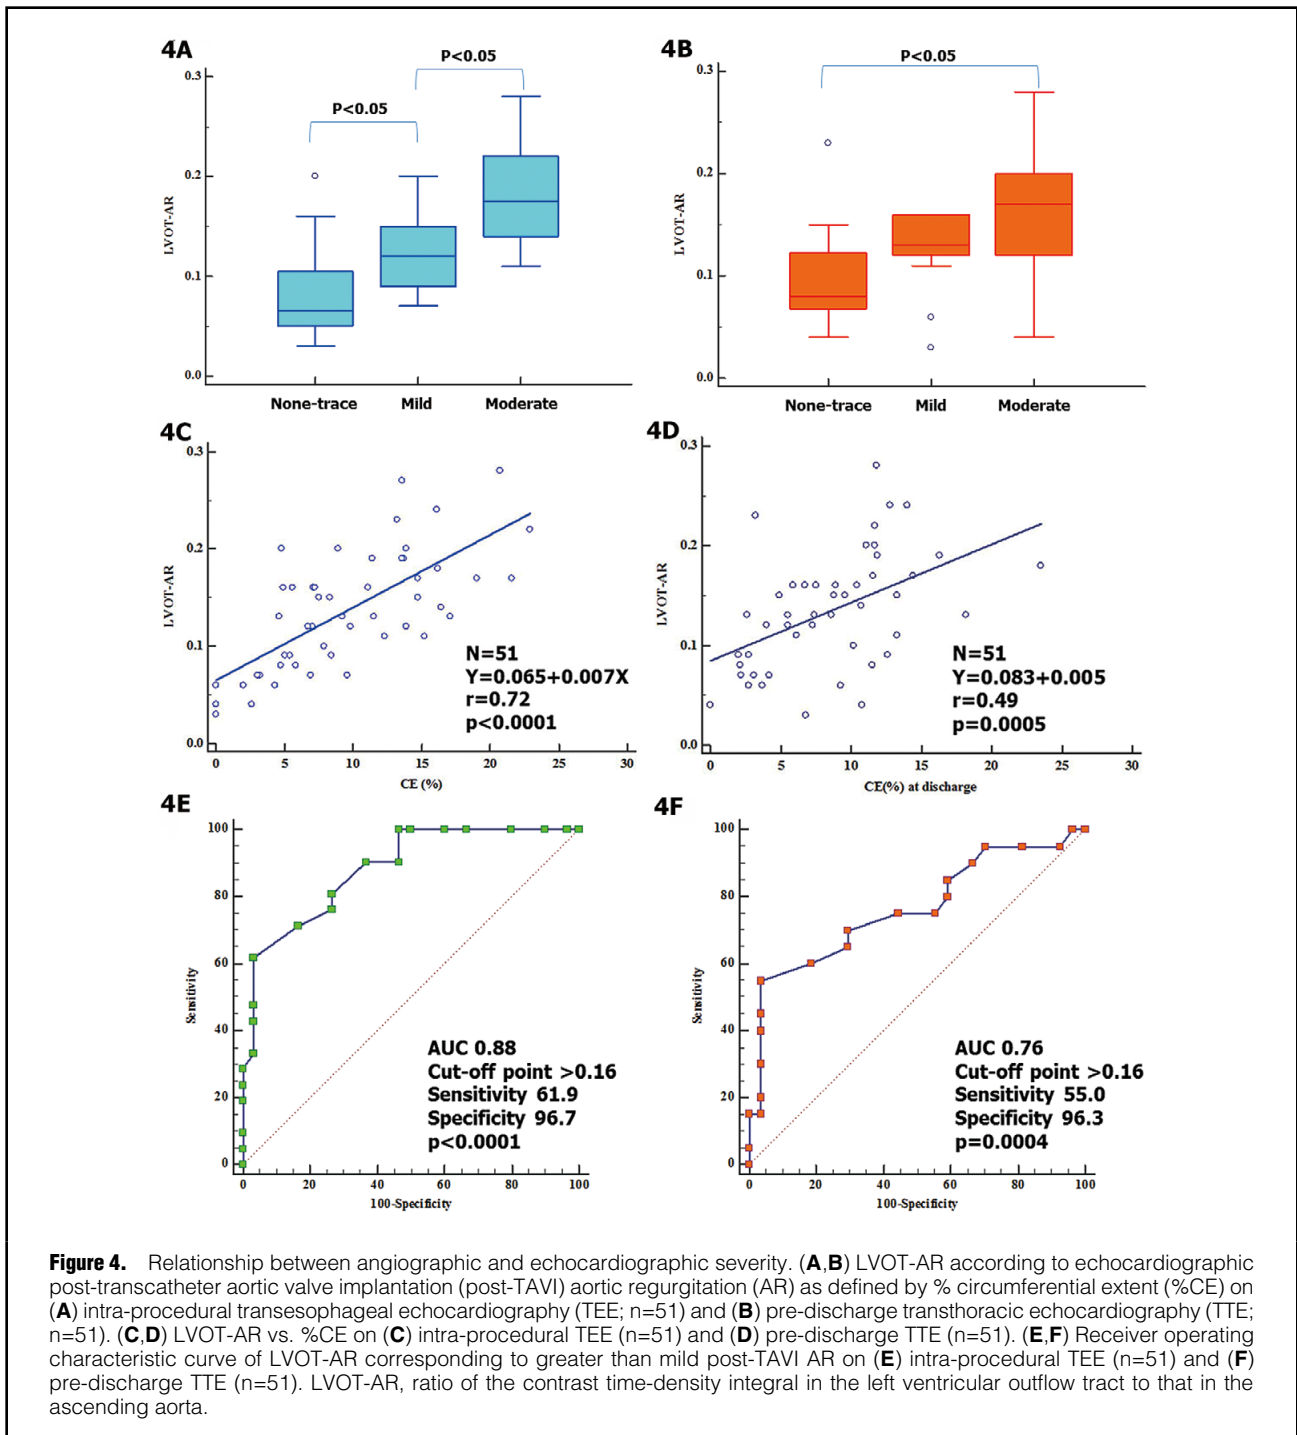 4A
P<0.05
P<0.05
0.3
0.2
0.1
0.0
LVOT-AR
None-trace Mild Moderate
4B
P<0.05
0.3
0.2
0.1
0.0
LVOT-AR
None-trace Mild Moderate
4C
0.3
0.2
0.1
0.0
LVOT-AR
N=51
Y=0.065+0.007X
r=0.72
p<0.0001
0 5 10 15 20 25 30
CE (%)
4D
0.3
0.2
0.1
0.0
LVOT-AR
N=51
Y=0.083+0.005
r=0.49
p=0.0005
0 5 10 15 20 25 30
CE(%) at discharge
4E
100
80
60
40
20
0
Sensitivity
AUC 0.88
Cut-off point >0.16
Sensitivity 61.9
Specificity 96.7
p<0.0001
0 20 40 60 80 100
100-Specificity
4F
100
80
60
40
20
0
Sensitivity
AUC 0.76
Cut-off point >0.16
Sensitivity 55.0
Specificity 96.3
p=0.0004
0 20 40 60 80 100
100-Specificity
Figure 4. Relationship between angiographic and echocardiographic severity. (A,B) LVOT-AR according to echocardiographic
post-transcatheter aortic valve implantation (post-TAVI) aortic regurgitation (AR) as defined by % circumferential extent (%CE) on
(A) intra-procedural transesophageal echocardiography (TEE; n=51) and (B) pre-discharge transthoracic echocardiography (TTE;
n=51). (C,D) LVOT-AR vs. %CE on (C) intra-procedural TEE (n=51) and (D) pre-discharge TTE (n=51). (E,F) Receiver operating
characteristic curve of LVOT-AR corresponding to greater than mild post-TAVI AR on (E) intra-procedural TEE (n=51) and (F)
pre-discharge TTE (n=51). LVOT-AR, ratio of the contrast time-density integral in the left ventricular outflow tract to that in the
ascending aorta.